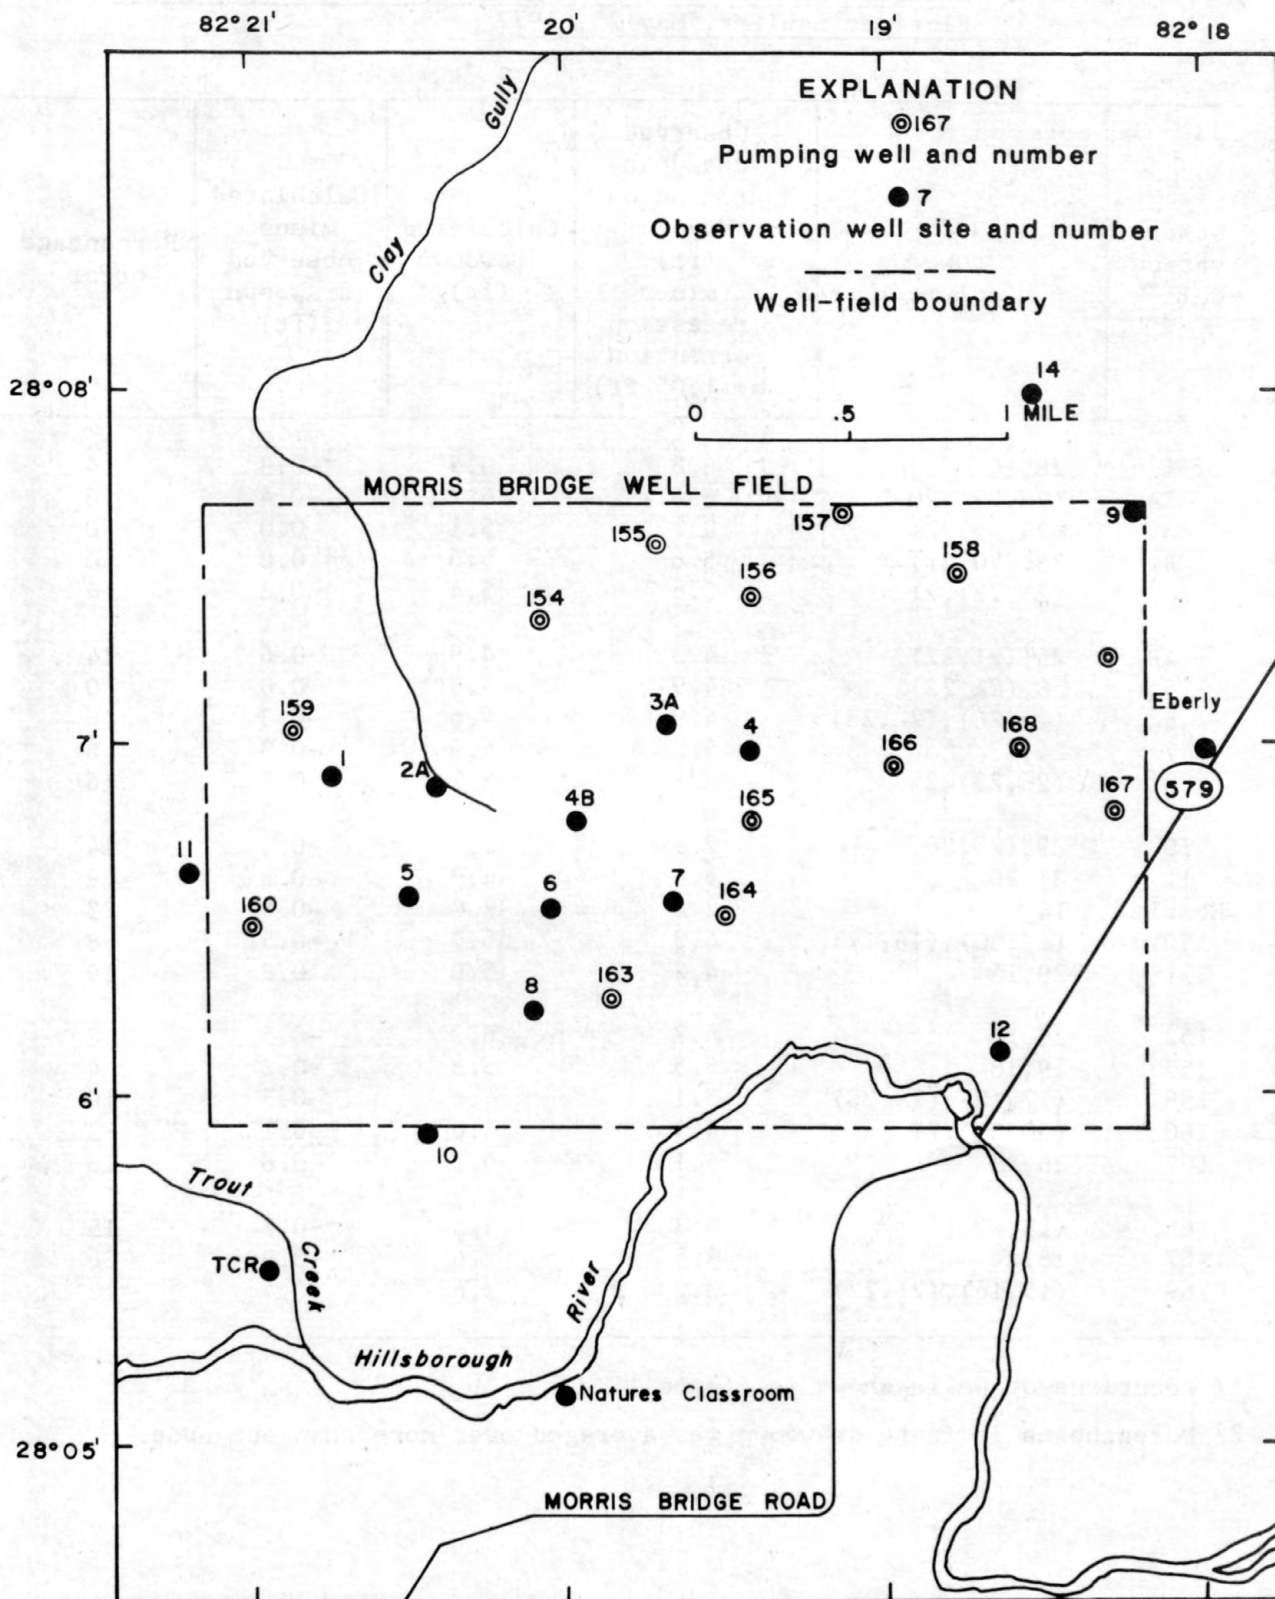 82°21' 20' 19' 82°18
EXPLANATION
167
Pumping well and number
7
Observation well site and number
Well-field boundary
Clay Gully
28°08'
14
0 .5 1 MILE
MORRIS BRIDGE WELL FIELD
157
9
155
158
156
154
3A
Eberly
159
4
168
7'
1
166
2A
579
167
4B
165
11
5
6
7
164
160
163
8
12
6'
10
Trout
Creek
TCR
River
Hillsborough
Natures Classroom
28°05'
MORRIS BRIDGE ROAD